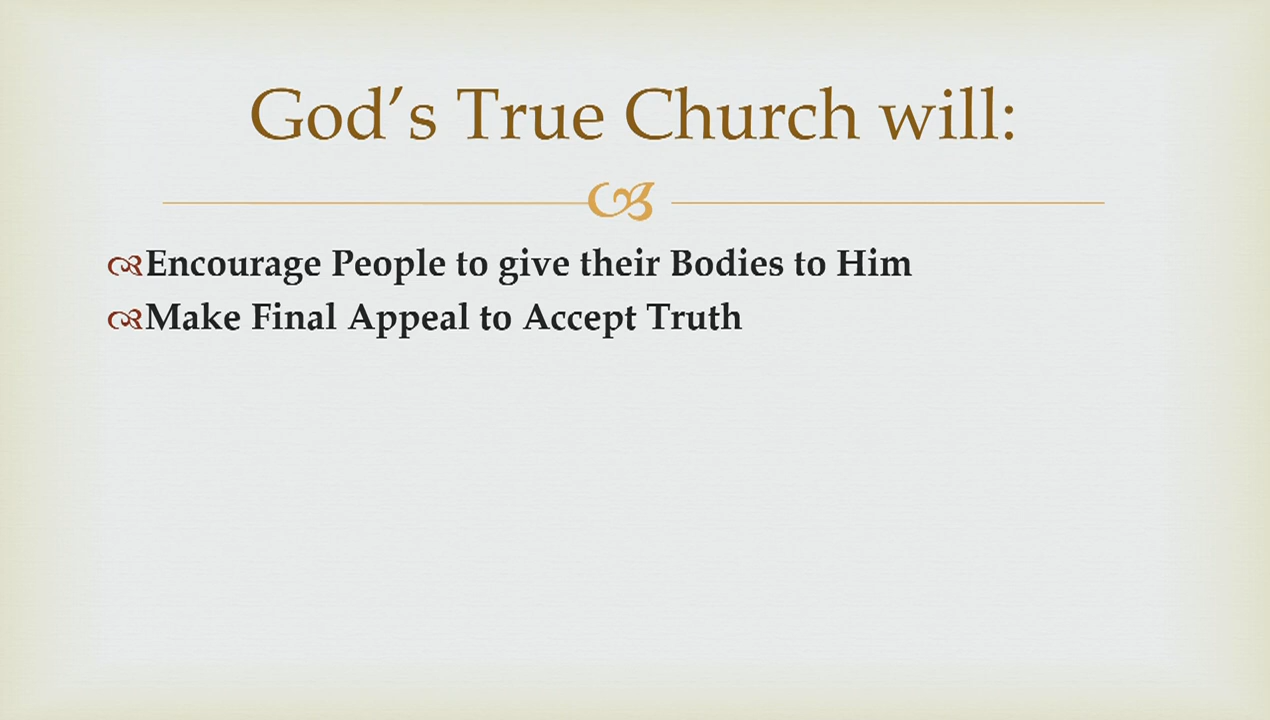 God’s True Church will:
Encourage People to give their Bodies to Him
Make Final Appeal to Accept Truth